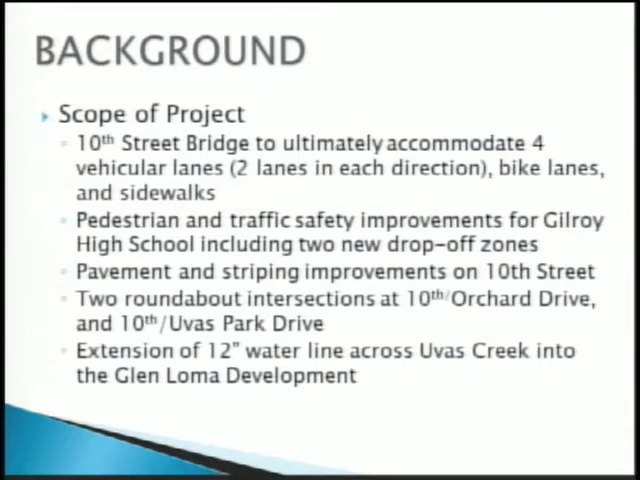 BACKGROUND
Scope of Project
10th Street Bridge to ultimately accommodate 4
vehicular lanes (2 lanes in each direction), bike lanes,
and sidewalks
Pedestrian and traffic safety improvements for Gilroy
High School including two new drop-off zones
Pavement and striping improvements on 10th Street
Two roundabout intersections at 10th/Orchard Drive,
and 10th/Uvas Park Drive
Extension of 12” water line across Uvas Creek into
the Glen Loma Development